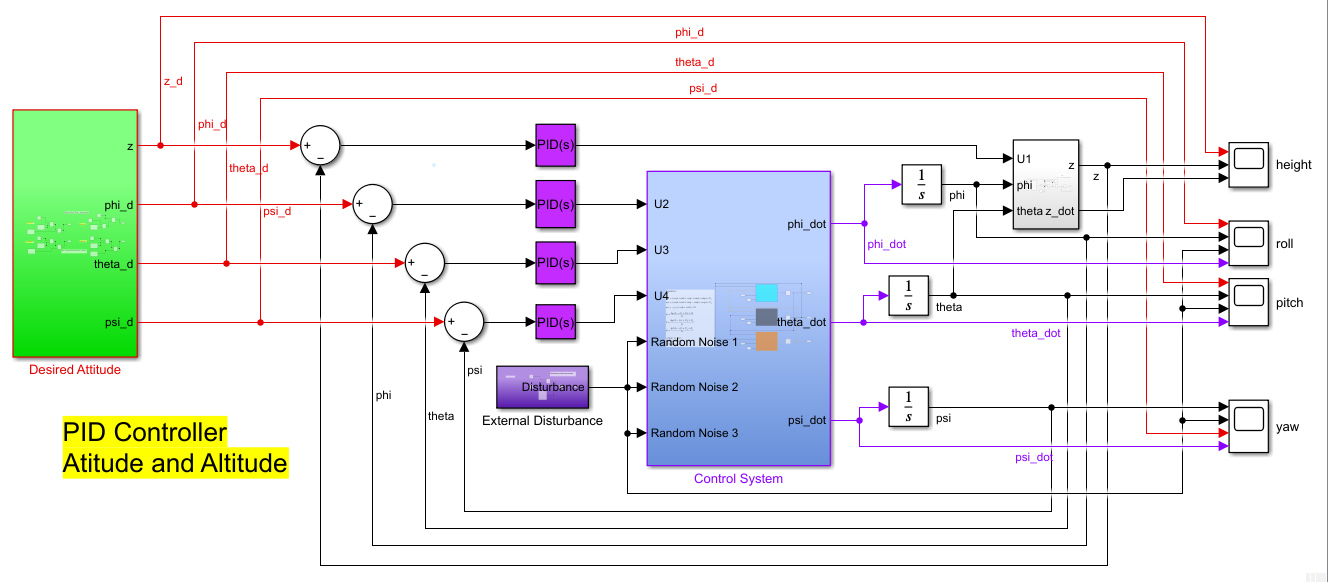 phi_d
theta_d
z_d
psi_d
phi_d
z
+
−
PID(s)
U1
z
z
height
theta_d
phi
phi_d
psi_d
+
−
PID(s)
U2
1
s
phi
theta
z_dot
phi_dot
phi_dot
roll
theta_d
+
−
PID(s)
U3
psi_d
+
−
PID(s)
U4
theta_dot
1
s
theta
theta_dot
pitch
Desired Attitude
Random Noise 1
psi
Disturbance
Random Noise 2
phi
theta
External Disturbance
Random Noise 3
psi_dot
1
s
psi
psi_dot
yaw
PID Controller
Atitude and Altitude
Control System